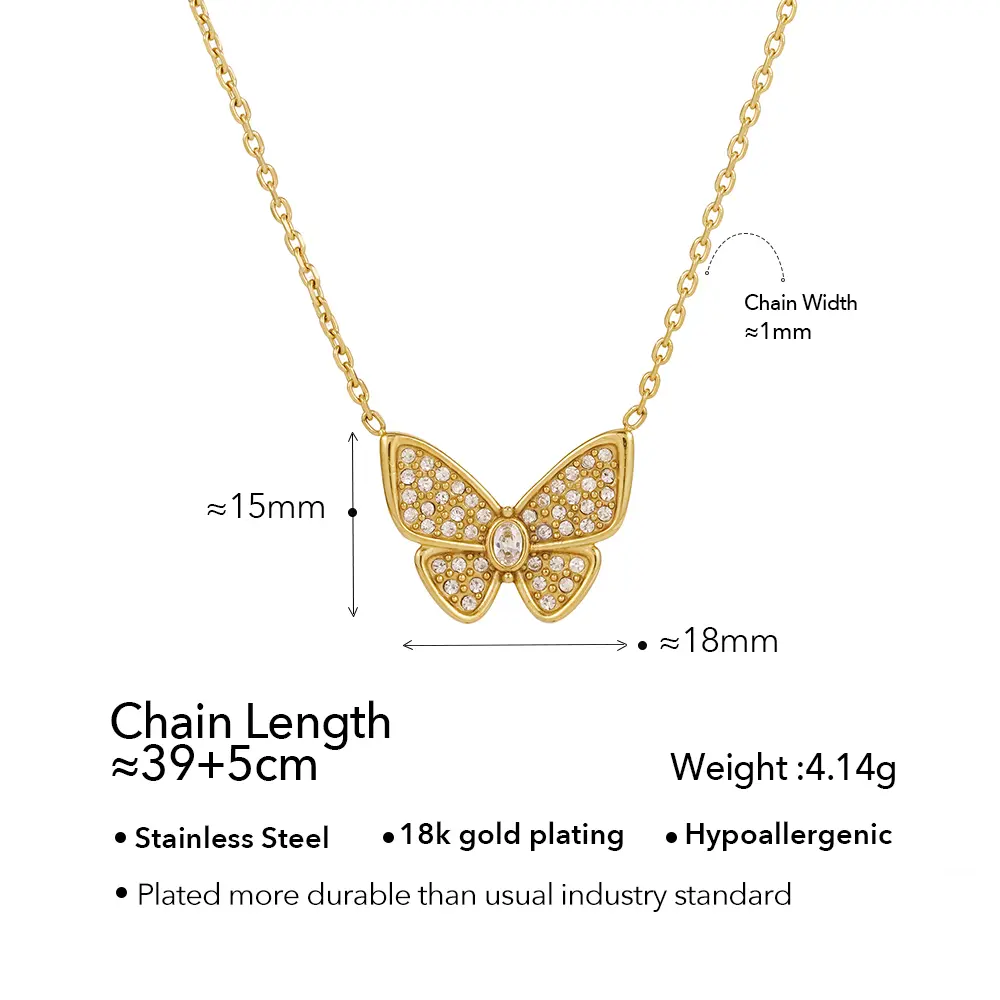 Chain Width
≈1mm
≈15mm
≈18mm
Chain Length
≈39+5cm
Weight :4.14g
• Stainless Steel
• 18k gold plating
• Hypoallergenic
• Plated more durable than usual industry standard